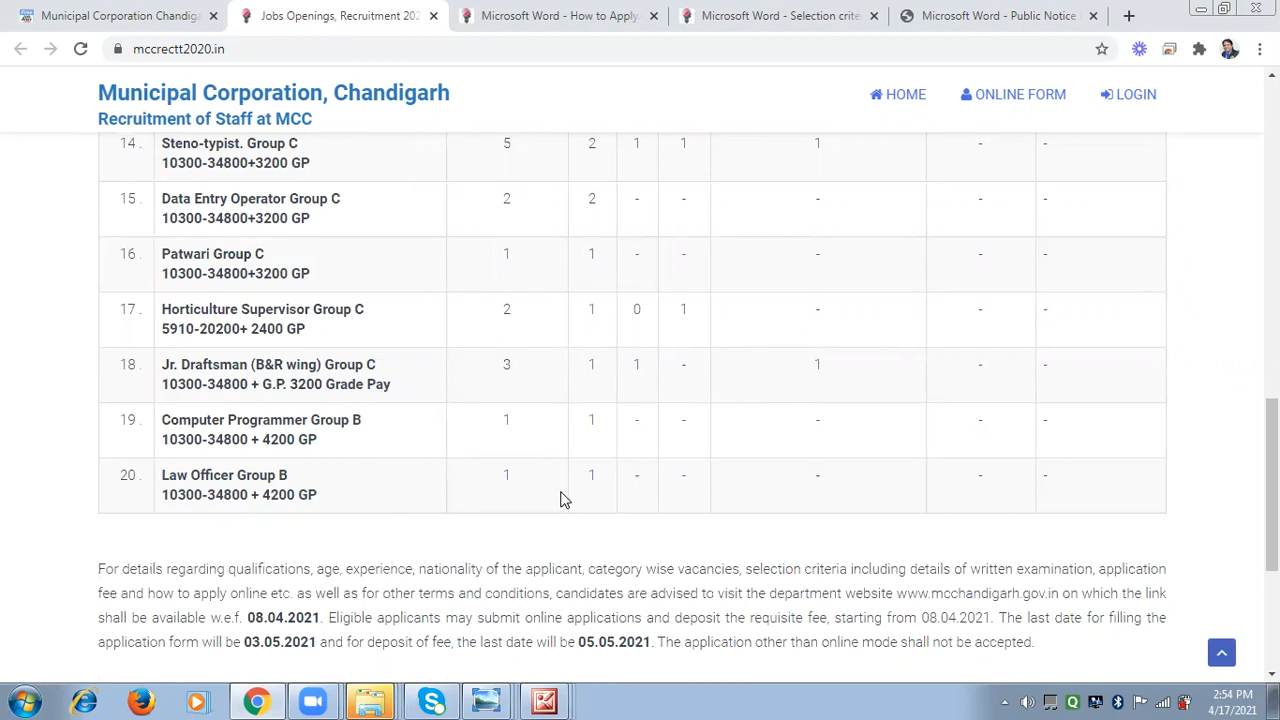 Municipal Corporation Chandiga
Jobs Openings, Recruitment 202
Microsoft Word - How to Apply.
Microsoft Word - Selection crite
Microsoft Word - Public Notice
mccrectt2020.in
Municipal Corporation, Chandigarh
Recruitment of Staff at MCC
HOME
ONLINE FORM
LOGIN
14 . Steno-typist. Group C 5 2 1 1 1 - -
10300-34800+3200 GP
15 . Data Entry Operator Group C 2 2 - - - - -
10300-34800+3200 GP
16 . Patwari Group C 1 1 - - - - -
10300-34800+3200 GP
17 . Horticulture Supervisor Group C 2 1 0 1 - - -
5910-20200+ 2400 GP
18 . Jr. Draftsman (B&R wing) Group C 3 1 1 - 1 - -
10300-34800 + G.P. 3200 Grade Pay
19 . Computer Programmer Group B 1 1 - - - - -
10300-34800 + 4200 GP
20 . Law Officer Group B 1 1 - - - - -
10300-34800 + 4200 GP
For details regarding qualifications, age, experience, nationality of the applicant, category wise vacancies, selection criteria including details of written examination, application
fee and how to apply online etc. as well as for other terms and conditions, candidates are advised to visit the department website www.mcchandigarh.gov.in on which the link
shall be available w.e.f. 08.04.2021. Eligible applicants may submit online applications and deposit the requisite fee, starting from 08.04.2021. The last date for filling the
application form will be 03.05.2021 and for deposit of fee, the last date will be 05.05.2021. The application other than online mode shall not be accepted.
2:54 PM
4/17/2021